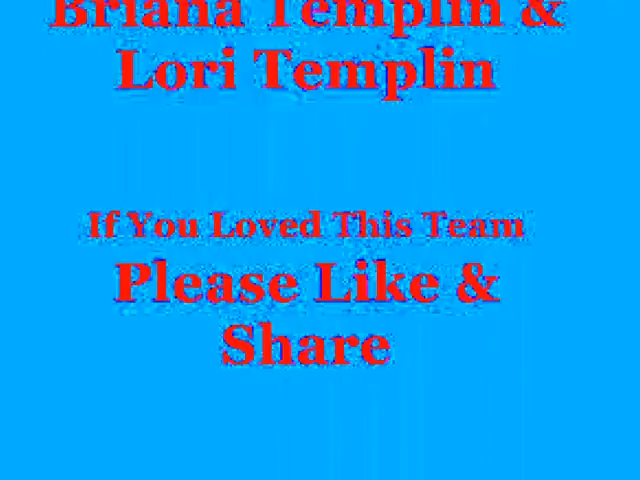 Briana Templin &
Lori Templin
If You Loved This Team
Please Like &
Share